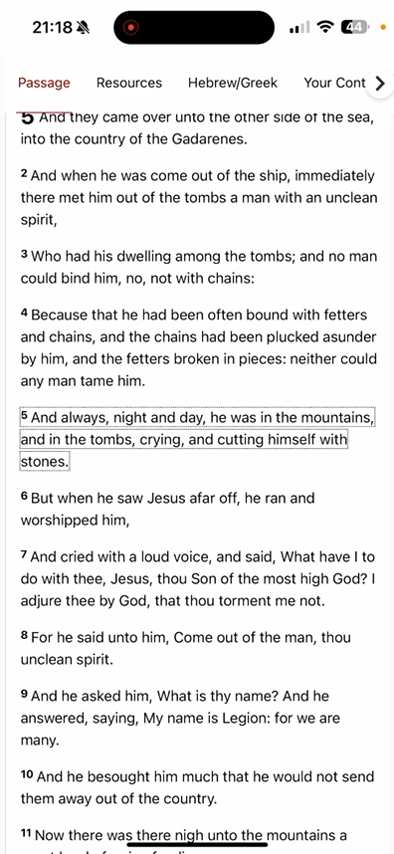 21:18
44
Passage Resources Hebrew/Greek Your Cont
5 And they came over unto the other side of the sea,
into the country of the Gadarenes.
2 And when he was come out of the ship, immediately
there met him out of the tombs a man with an unclean
spirit,
3 Who had his dwelling among the tombs; and no man
could bind him, no, not with chains:
4 Because that he had been often bound with fetters
and chains, and the chains had been plucked asunder
by him, and the fetters broken in pieces: neither could
any man tame him.
5 And always, night and day, he was in the mountains,
and in the tombs, crying, and cutting himself with
stones.
6 But when he saw Jesus afar off, he ran and
worshipped him,
7 And cried with a loud voice, and said, What have I to
do with thee, Jesus, thou Son of the most high God? I
adjure thee by God, that thou torment me not.
8 For he said unto him, Come out of the man, thou
unclean spirit.
9 And he asked him, What is thy name? And he
answered, saying, My name is Legion: for we are
many.
10 And he besought him much that he would not send
them away out of the country.
11 Now there was there nigh unto the mountains a